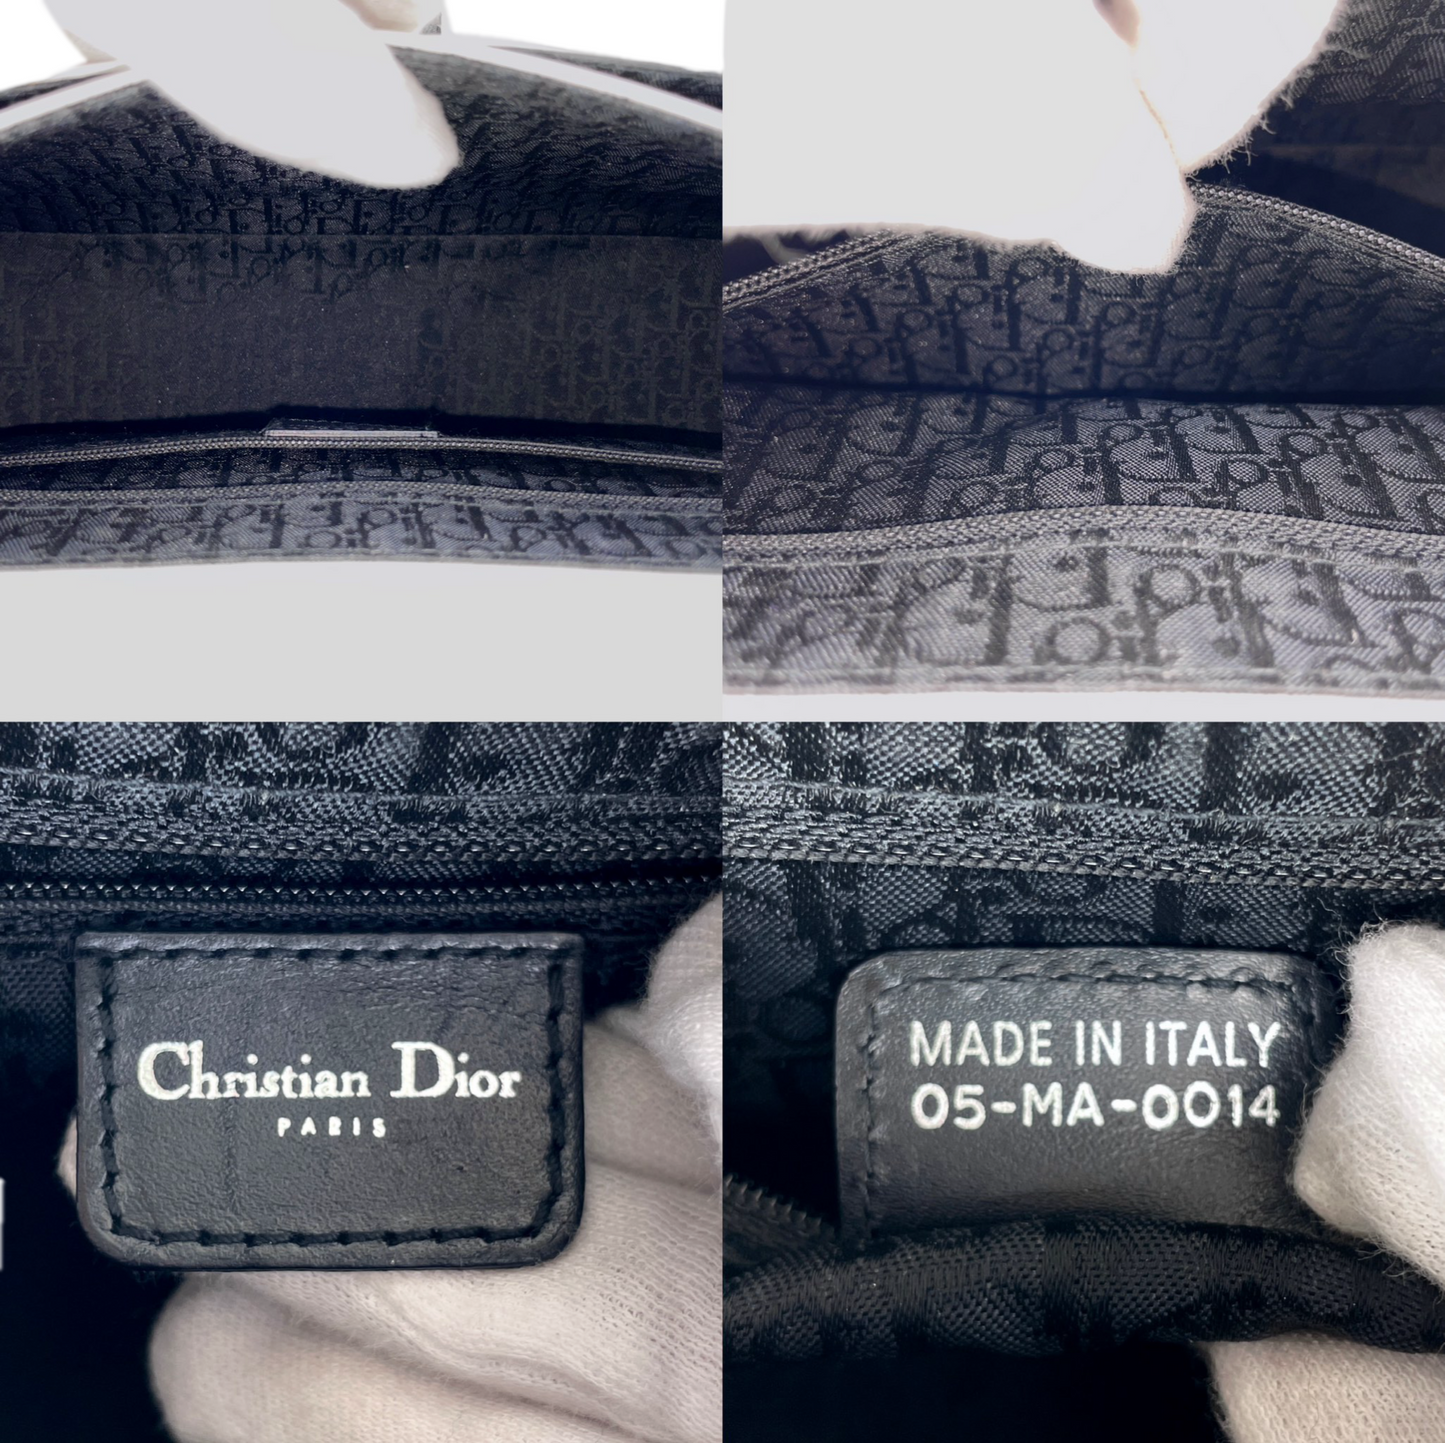 Christian Dior
PARIS
MADE IN ITALY
05-MA-0014